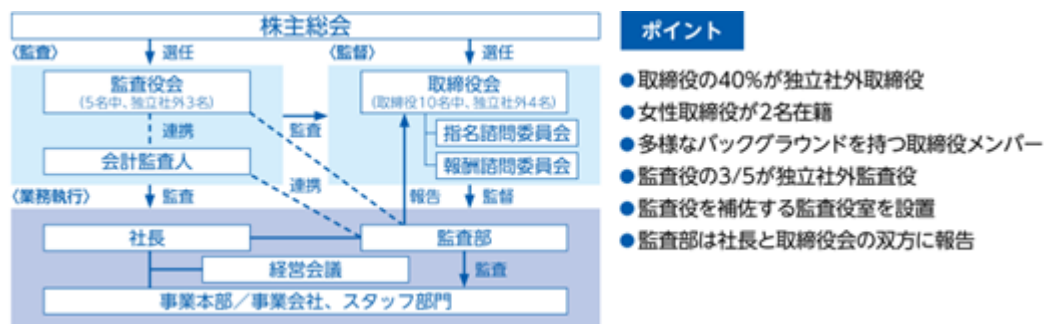 株主総会
〈監査〉
選任
〈監督〉
選任
監査役会
(5名中、独立社外3名)
取締役会
(取締役10名中、独立社外4名)
連携
監査
指名諮問委員会
会計監査人
報酬諮問委員会
連携
〈業務執行〉
監査
報告
監督
社長
監査部
経営会議
監査
事業本部/事業会社、スタッフ部門
ポイント
●取締役の40%が独立社外取締役
●女性取締役が2名在籍
●多様なバックグラウンドを持つ取締役メンバー
●監査役の3/5が独立社外監査役
●監査役を補佐する監査役室を設置
●監査部は社長と取締役会の双方に報告